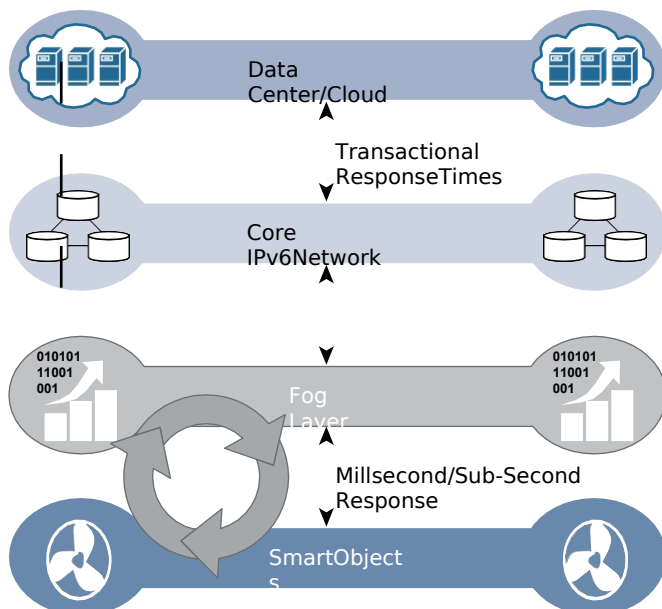 Data
Center/Cloud
Transactional
ResponseTimes
Core
IPv6Network
010101
11001
001
010101
11001
001
Fog
Layer
Millsecond/Sub-Second
Response
SmartObject
s